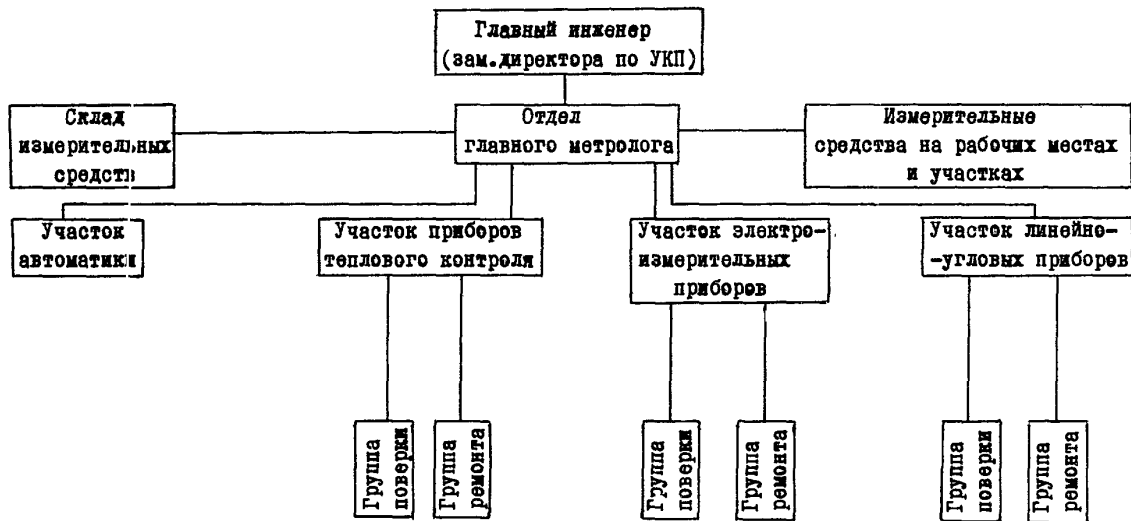 Главный инженер
(зам.директора по УКП)
Склад
измерительных
средств
Отдел
главного метролога
Измерительные
средства на рабочих местах
и участках
Участок
автоматики
Участок приборов
теплового контроля
Участок электро-
измерительных
приборов
Участок линейно-
-угловых приборов
Группа
поверки
Группа
ремонта
Группа
поверки
Группа
ремонта
Группа
поверки
Группа
ремонта